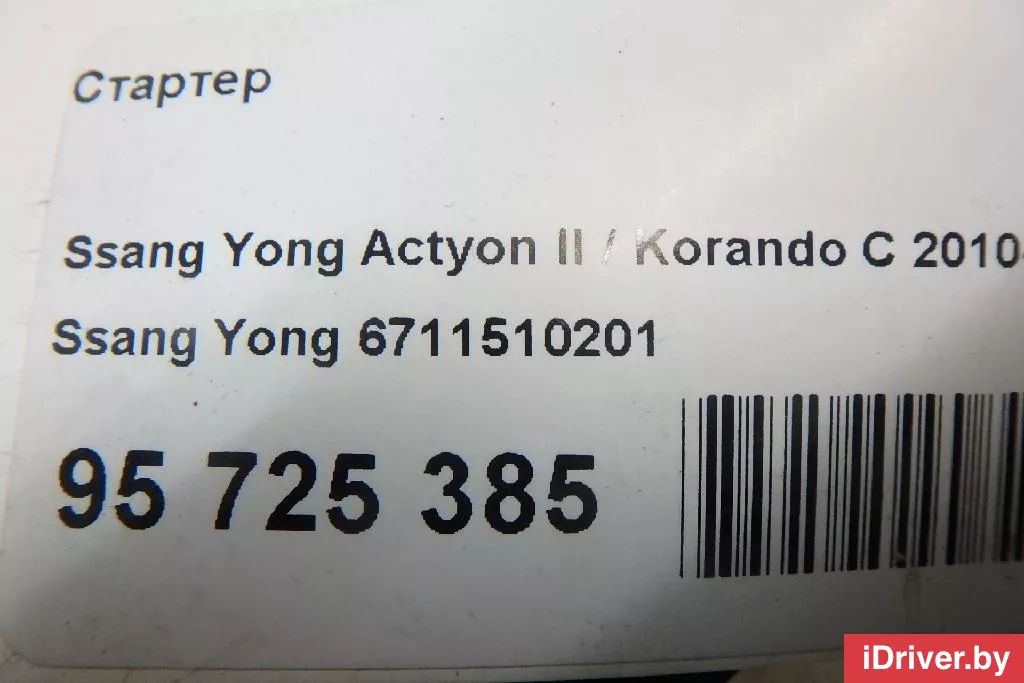 Стартер
Ssang Yong Actyon II / Korando C 2010
Ssang Yong 6711510201
95 725 385
iDriver.by